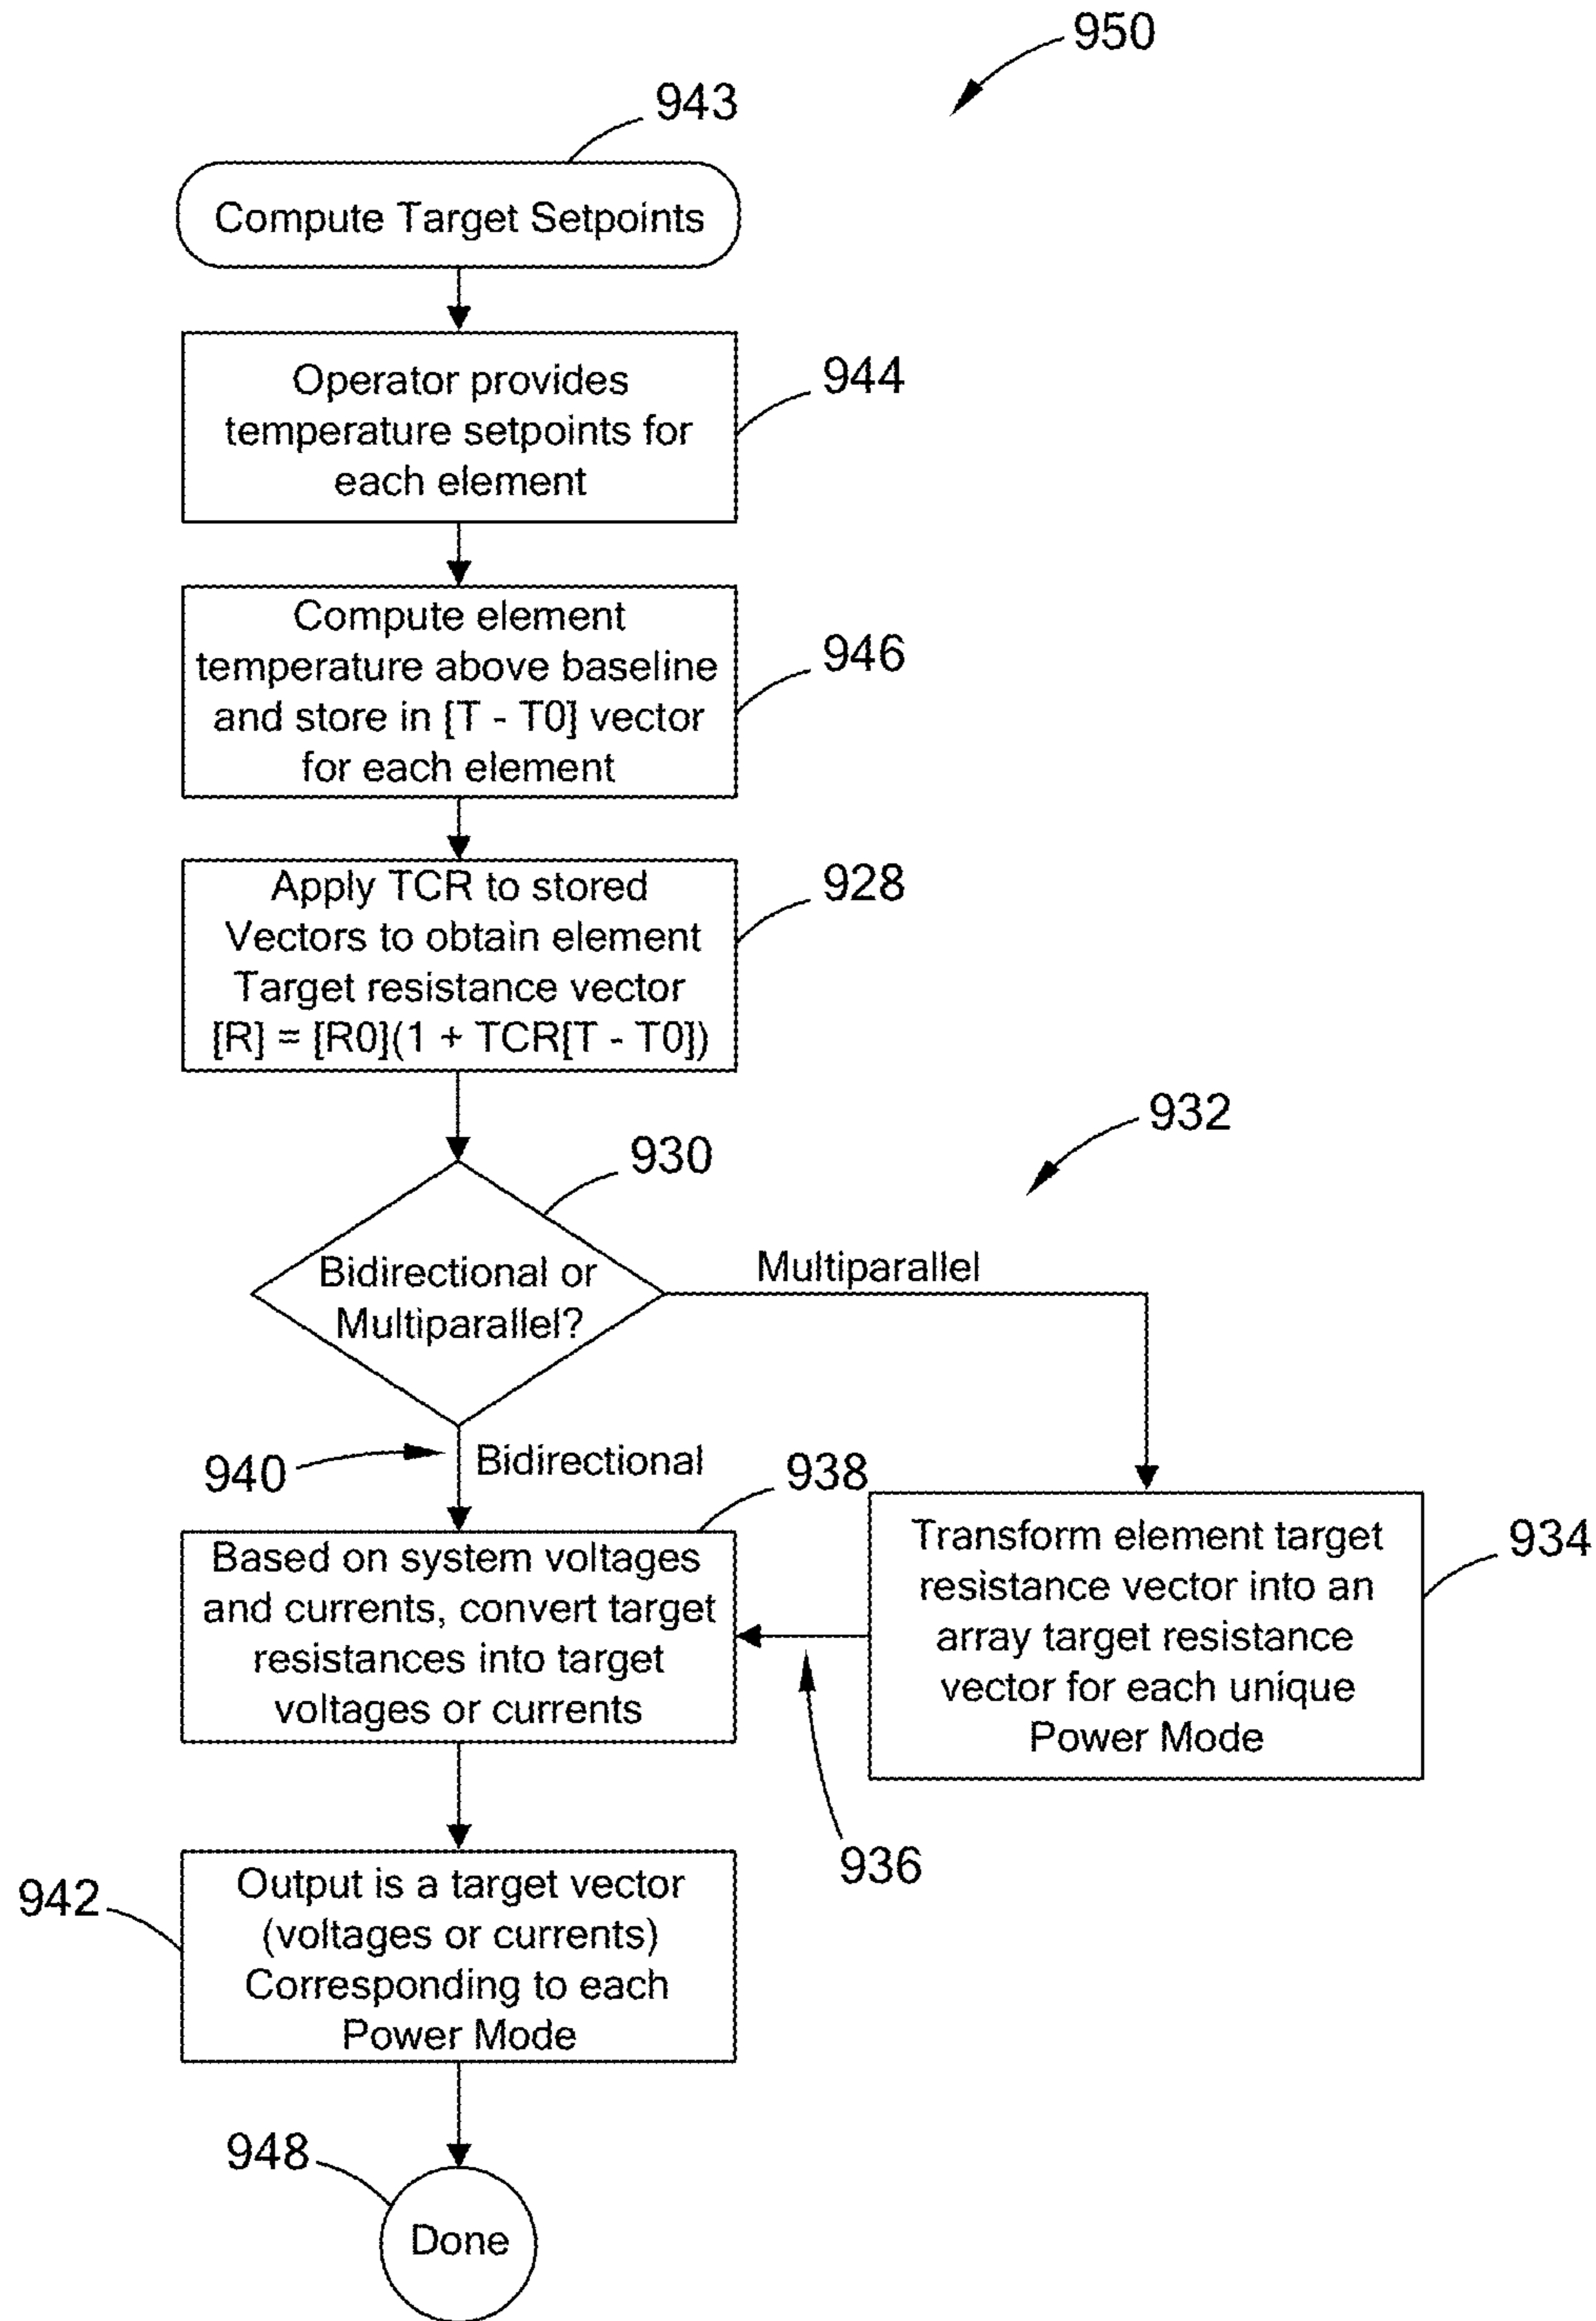 950
943
Compute Target Setpoints
Operator provides
temperature setpoints for
each element
944
Compute element
temperature above baseline
and store in [T - T0] vector
for each element
946
Apply TCR to stored
Vectors to obtain element
Target resistance vector
[R] = [R0](1 + TCR[T - T0])
928
932
930
Bidirectional or
Multiparallel?
Multiparallel
940
Bidirectional
938
Based on system voltages
and currents, convert target
resistances into target
voltages or currents
Transform element target
resistance vector into an
array target resistance
vector for each unique
Power Mode
934
936
942
Output is a target vector
(voltages or currents)
Corresponding to each
Power Mode
948
Done